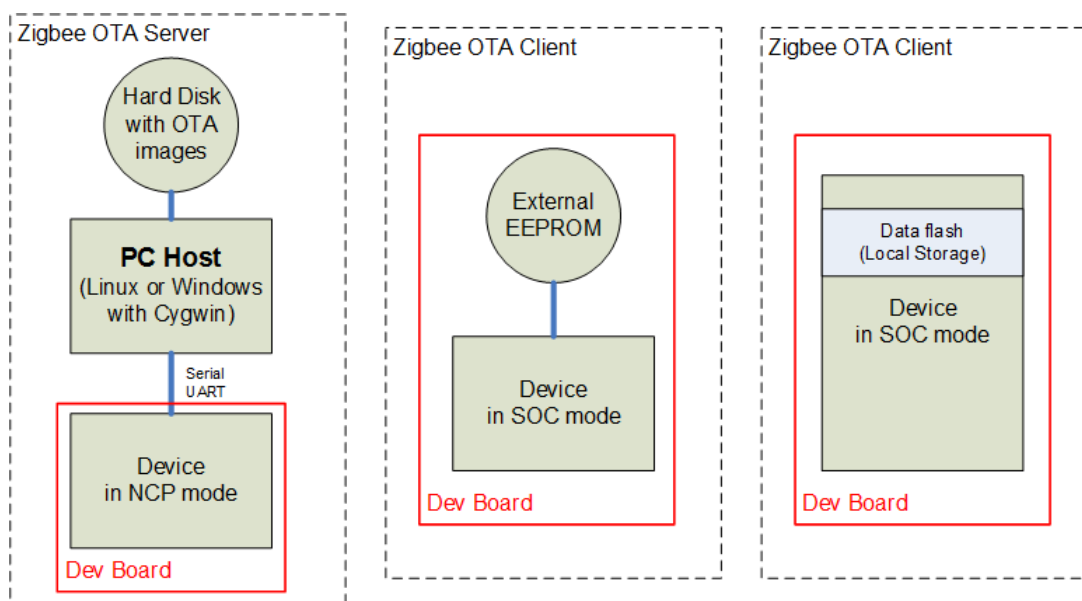 Zigbee OTA Server
Hard Disk
with OTA
images
PC Host
(Linux or Windows
with Cygwin)
Serial
UART
Device
in NCP mode
Dev Board
Zigbee OTA Client
External
EEPROM
Device
in SOC mode
Dev Board
Zigbee OTA Client
Data flash
(Local Storage)
Device
in SOC mode
Dev Board